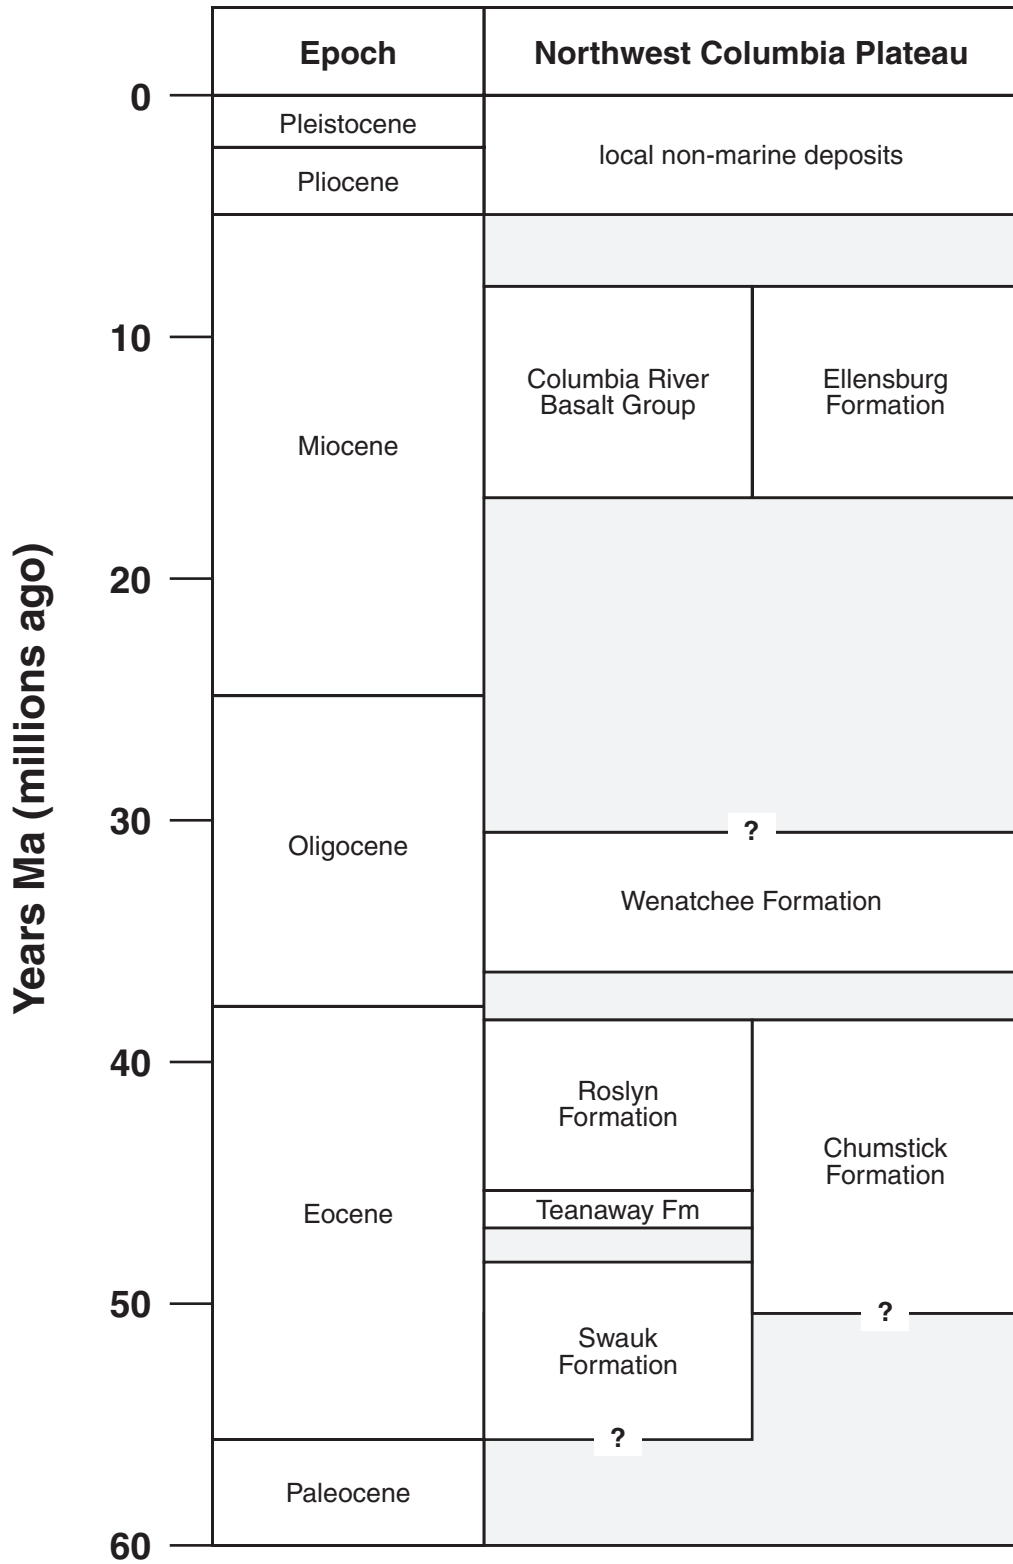 Epoch
Northwest Columbia Plateau
0
Pleistocene
local non-marine deposits
Pliocene
10
Columbia River
Basalt Group
Ellensburg
Formation
Miocene
20
Years Ma (millions ago)
30
?
Oligocene
Wenatchee Formation
40
Roslyn
Formation
Chumstick
Formation
Teanaway Fm
Eocene
50
?
Swauk
Formation
?
Paleocene
60